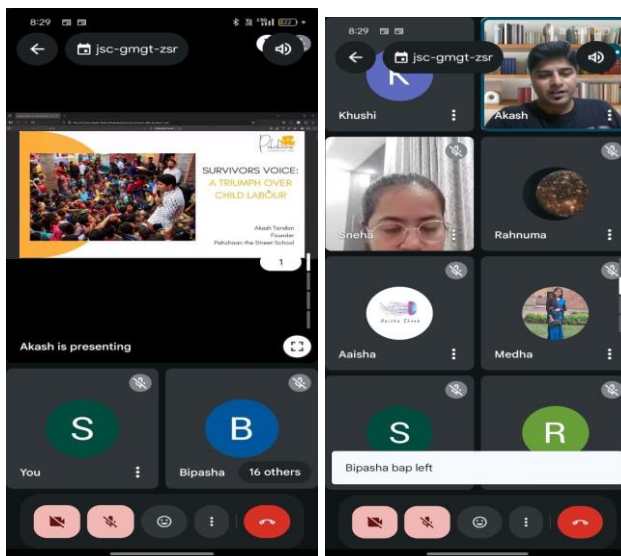 8:29
jsc-gmgt-zsr
Pehchaan
SURVIVORS VOICE:
A TRIUMPH OVER
CHILD LABOUR
Akash Tandon
Founder
Pehchaan the Street School
1
Akash is presenting
S
B
You
Bipasha
16 others
8:29
jsc-gmgt-zsr
K
Khushi
Akash
Sneha
Rahnuma
Aaisha
Medha
S
R
Bipasha bap left